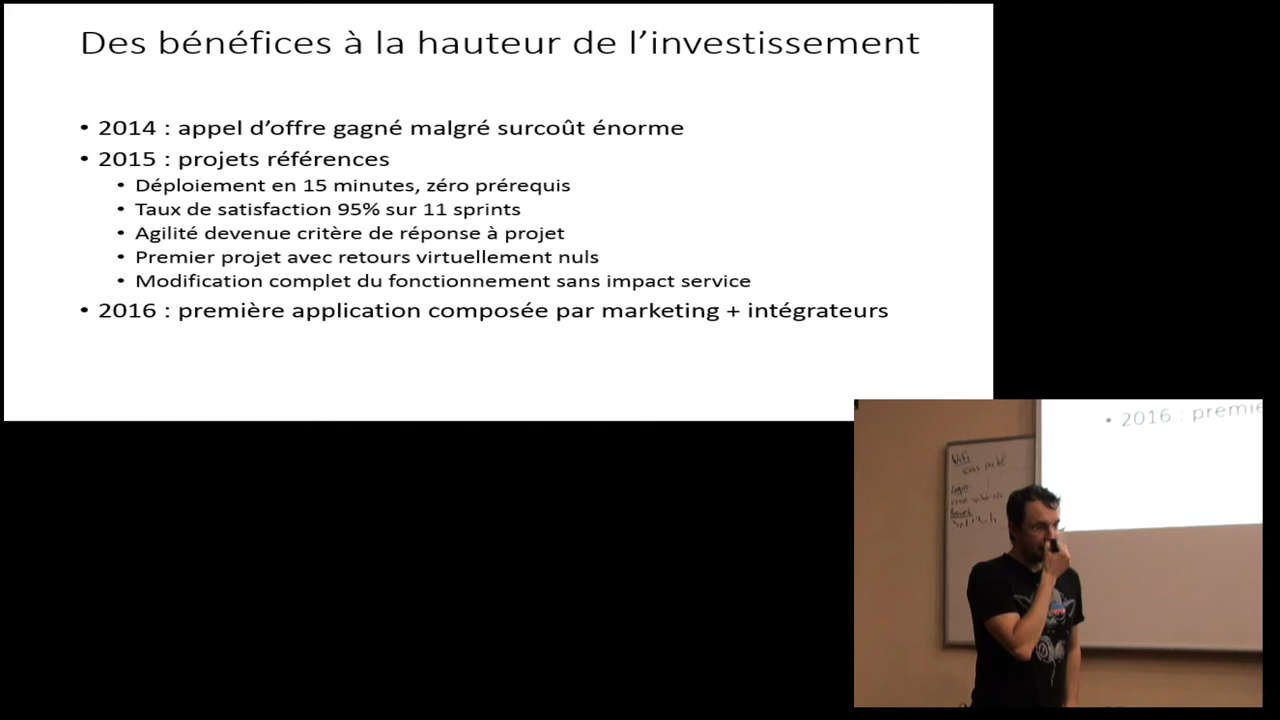 Des bénéfices à la hauteur de l’investissement
• 2014 : appel d’offre gagné malgré surcoût énorme
• 2015 : projets références
• Déploiement en 15 minutes, zéro prérequis
• Taux de satisfaction 95% sur 11 sprints
• Agilité devenue critère de réponse à projet
• Premier projet avec retours virtuellement nuls
• Modification complet du fonctionnement sans impact service
• 2016 : première application composée par marketing + intégrateurs
• 2016 : premiè
WiFi